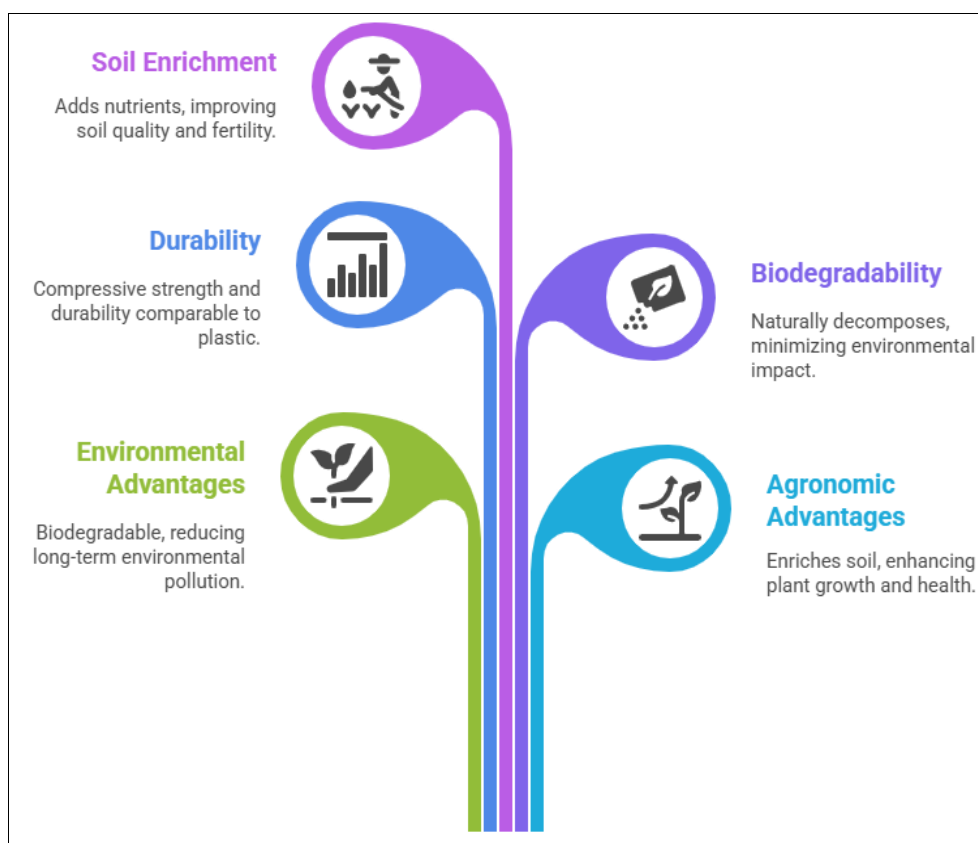 Soil Enrichment
Adds nutrients, improving
soil quality and fertility.
Durability
Compressive strength and
durability comparable to
plastic.
Biodegradability
Naturally decomposes,
minimizing environmental
impact.
Environmental
Advantages
Biodegradable, reducing
long-term environmental
pollution.
Agronomic
Advantages
Enriches soil, enhancing
plant growth and health.